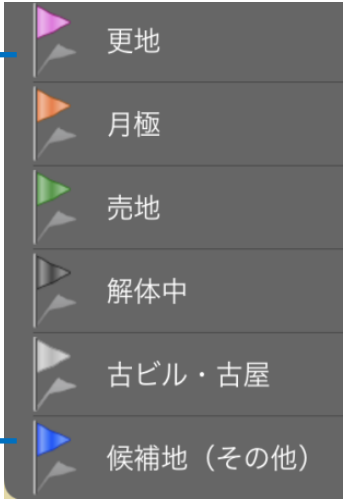 更地
月極
売地
解体中
古ビル・古屋
候補地（その他）